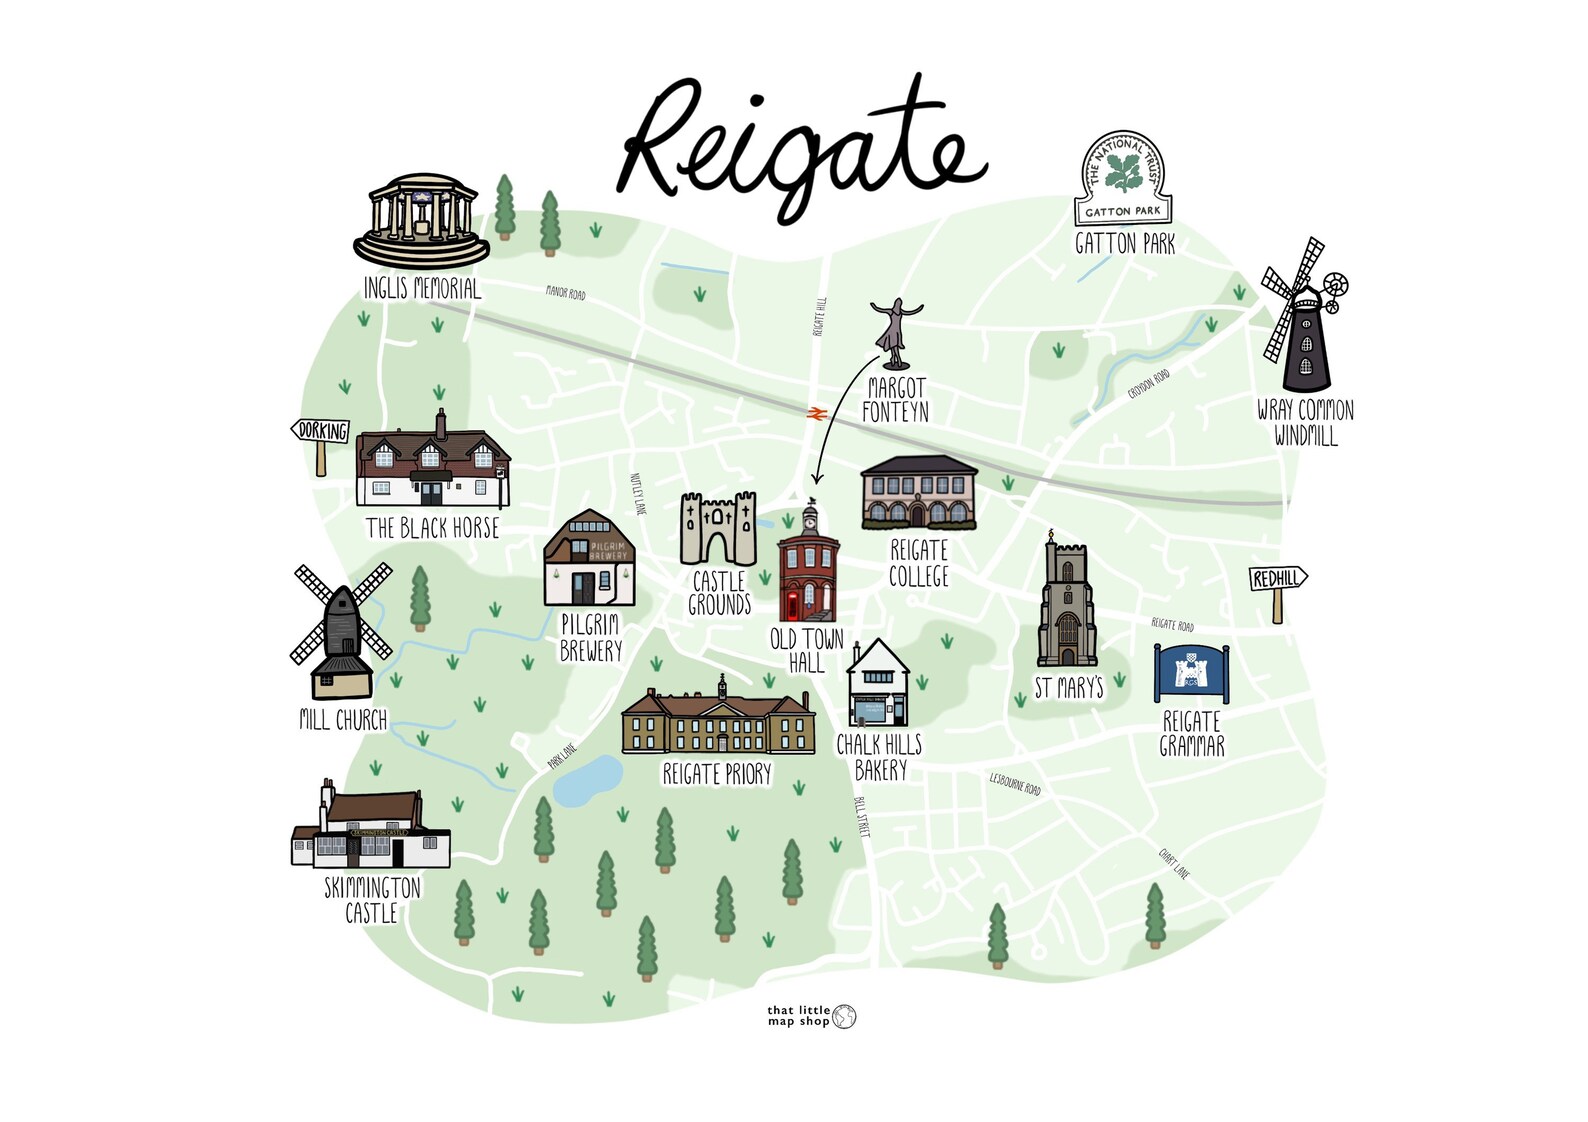 Reigate
THE NATIONAL TRUST
GATTON PARK
GATTON PARK
INGLIS MEMORIAL
MANOR ROAD
REIGATE HILL
MARGOT
FONTEYN
CROYDON ROAD
WRAY COMMON
WINDMILL
DORKING
THE BLACK HORSE
NUTLEY LANE
PILGRIM
BREWERY
PILGRIM
BREWERY
CASTLE
GROUNDS
REIGATE
COLLEGE
OLD TOWN
HALL
REDHILL
REIGATE ROAD
ST MARY'S
REIGATE
GRAMMAR
MILL CHURCH
PARK LANE
REIGATE PRIORY
CHALK HILLS
BAKERY
LESBOURNE ROAD
BELL STREET
SKIMMINGTON CASTLE
SKIMMINGTON
CASTLE
CHART LANE
that little
map shop